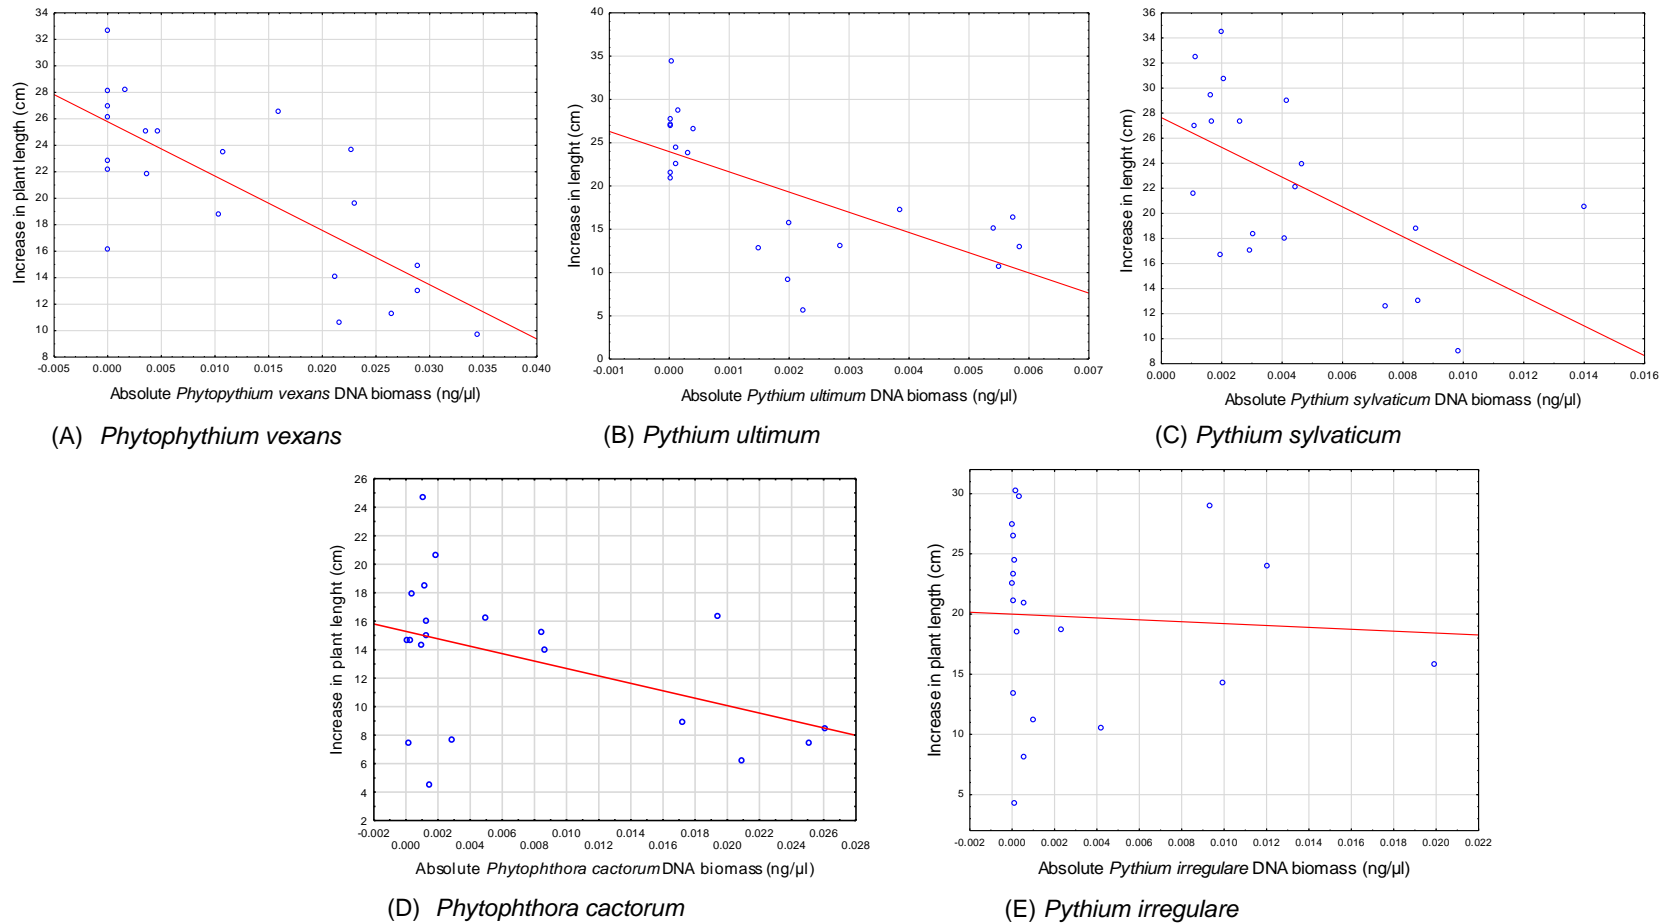 34
32
30
28
26
24
22
20
18
16
14
12
10
8
-0.005 0.000 0.005 0.010 0.015 0.020 0.025 0.030 0.035 0.040
Increase in plant length (cm)
Absolute Phytopythium vexans DNA biomass (ng/µl)
(A) Phytophythium vexans
40
35
30
25
20
15
10
5
0
-0.001 0.000 0.001 0.002 0.003 0.004 0.005 0.006 0.007
Increase in lenght (cm)
Absolute Pythium ultimum DNA biomass (ng/µl)
(B) Pythium ultimum
36
34
32
30
28
26
24
22
20
18
16
14
12
10
8
0.000 0.002 0.004 0.006 0.008 0.010 0.012 0.014 0.016
Increase in lenght (cm)
Absolute Pythium sylvaticum DNA biomass (ng/µl)
(C) Pythium sylvaticum
26
24
22
20
18
16
14
12
10
8
6
4
2
-0.002 0.002 0.006 0.010 0.014 0.018 0.022 0.026
0.000 0.004 0.008 0.012 0.016 0.020 0.024 0.028
Increase in plant lenght (cm)
Absolute Phytophthora cactorum DNA biomass (ng/µl)
(D) Phytophthora cactorum
30
25
20
15
10
5
-0.002 0.000 0.002 0.004 0.006 0.008 0.010 0.012 0.014 0.016 0.018 0.020 0.022
Increase in plant length (cm)
Absolute Pythium irregulare DNA biomass (ng/µl)
(E) Pythium irregulare